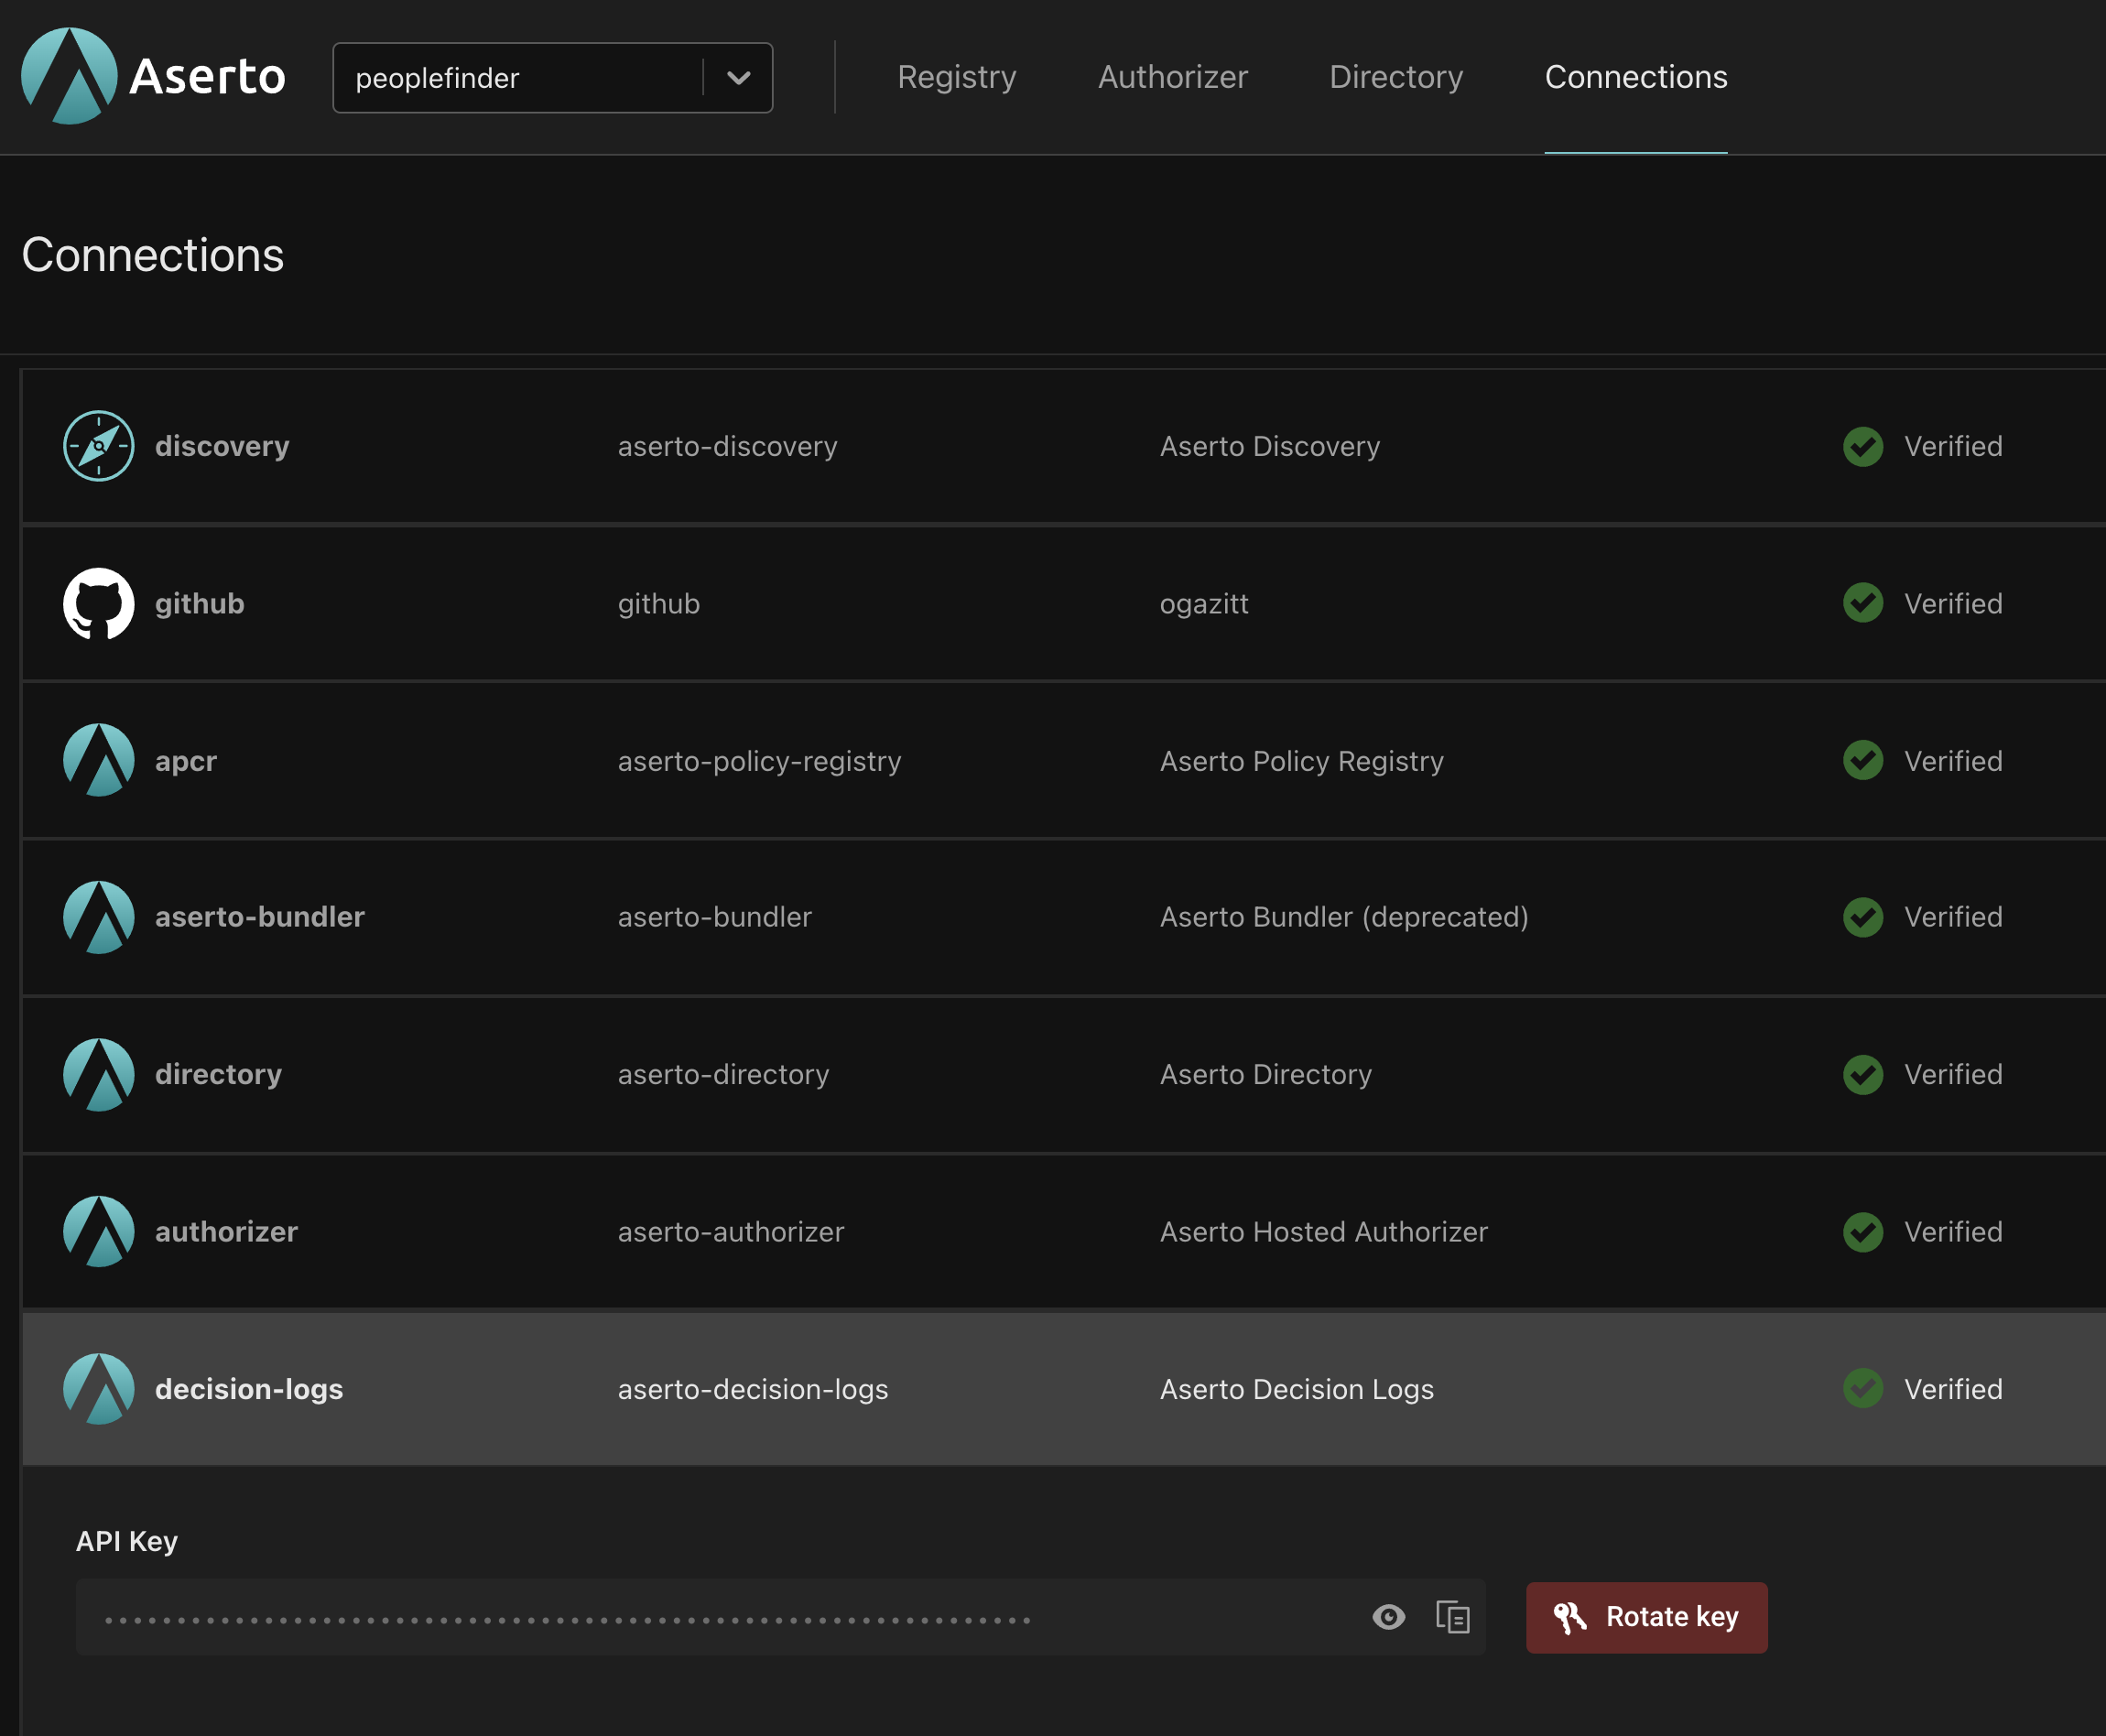 Aserto peoplefinder Registry Authorizer Directory Connections
Connections
discovery aserto-discovery Aserto Discovery Verified
github github ogazitt Verified
apcr aserto-policy-registry Aserto Policy Registry Verified
aserto-bundler aserto-bundler Aserto Bundler (deprecated) Verified
directory aserto-directory Aserto Directory Verified
authorizer aserto-authorizer Aserto Hosted Authorizer Verified
decision-logs aserto-decision-logs Aserto Decision Logs Verified
API Key
Rotate key